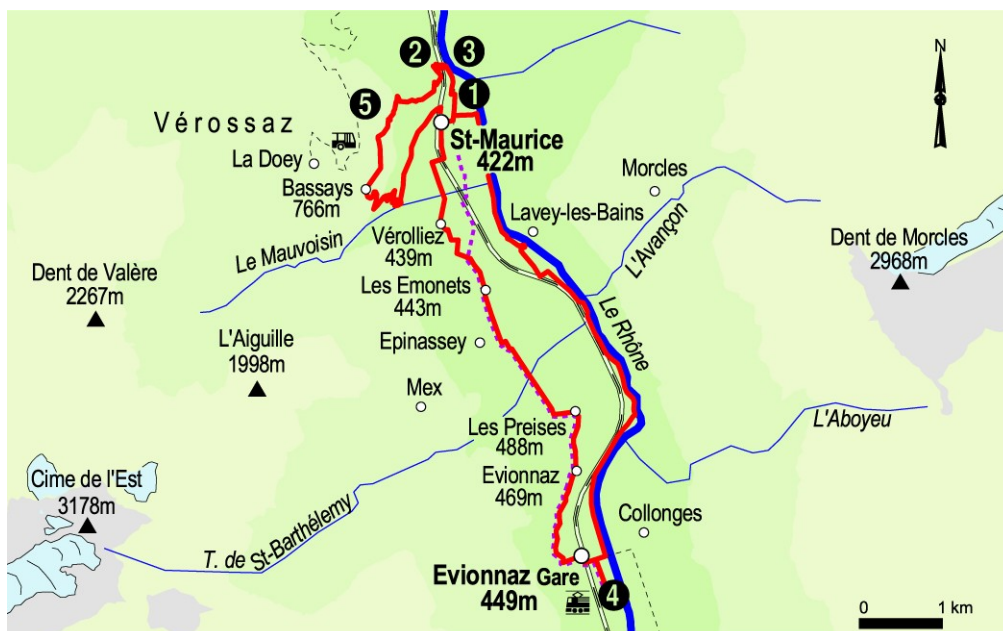 N
2
3
1
5
Vérossaz
St-Maurice
422m
La Doey
Bassays
766m
Morcles
Lavey-les-Bains
L'Avançon
Dent de Morcles
2968m
Le Mauvoisin
Vérolliez
439m
Dent de Valère
2267m
Les Emonets
443m
Le Rhône
L'Aiguille
1998m
Epinassey
Mex
Les Preises
488m
L'Aboyeu
Evionnaz
469m
Cime de l'Est
3178m
T. de St-Barthélemy
Collonges
Evionnaz Gare
449m
4
0 1 km